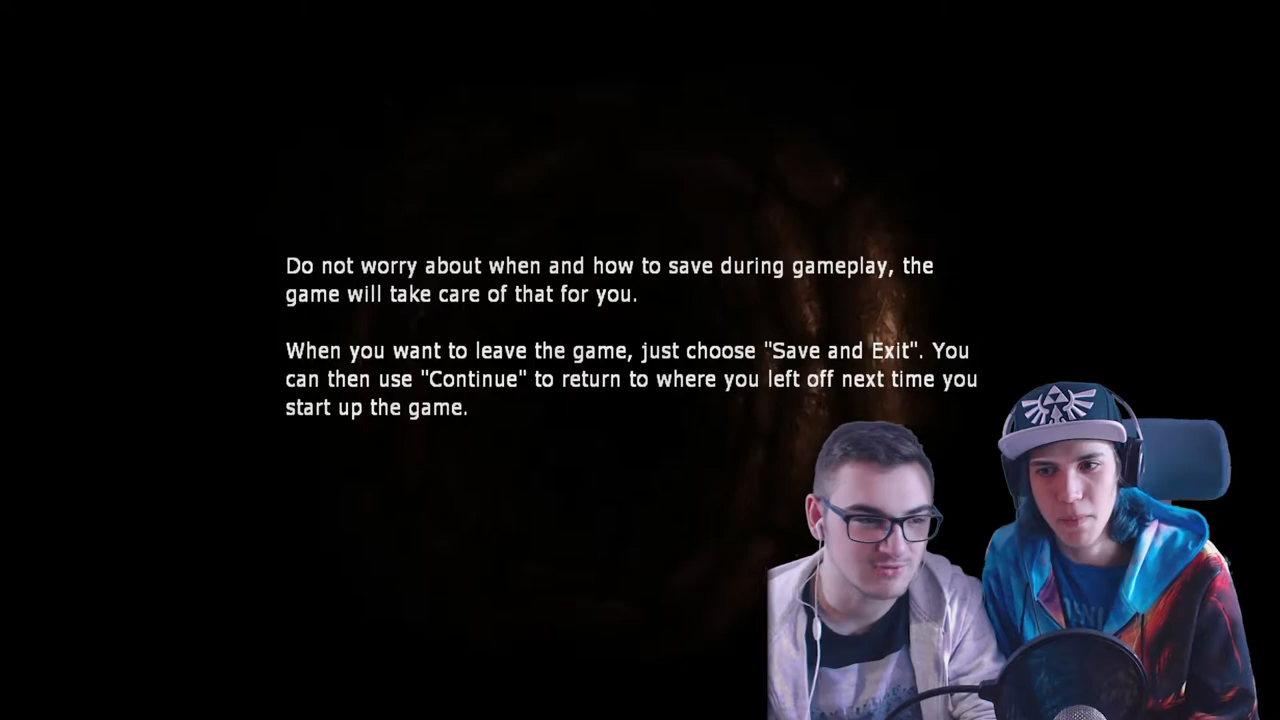 Do not worry about when and how to save during gameplay, the
game will take care of that for you.
When you want to leave the game, just choose "Save and Exit". You
can then use "Continue" to return to where you left off next time you
start up the game.